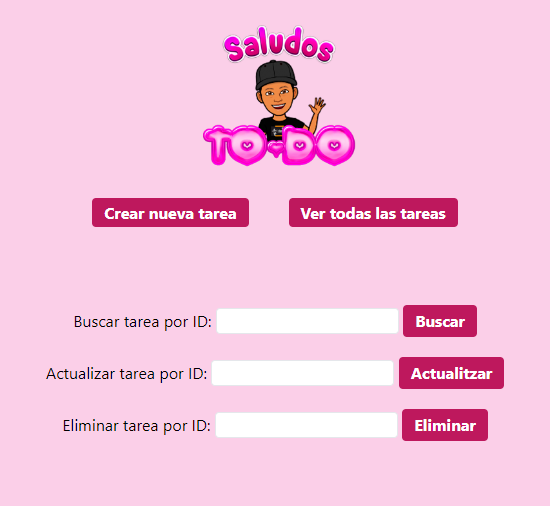 Saludos
TO-DO
Crear nueva tarea Ver todas las tareas
Buscar tarea por ID: Buscar
Actualizar tarea por ID: Actualitzar
Eliminar tarea por ID: Eliminar